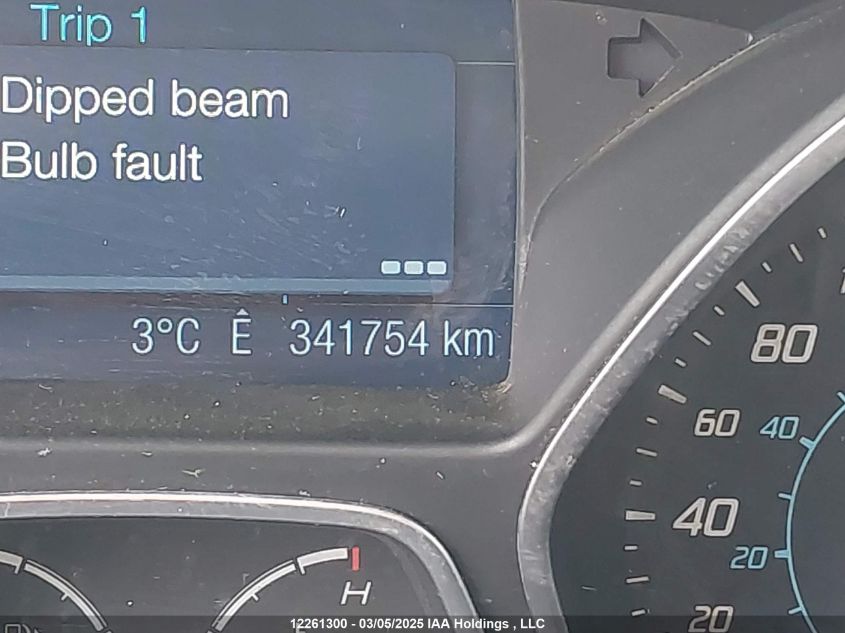 Trip 1
Dipped beam
Bulb fault
3°C Ê 341754 km
80
60 40
40
20
20
H
12261300 - 03/05/2025 IAA Holdings , LLC